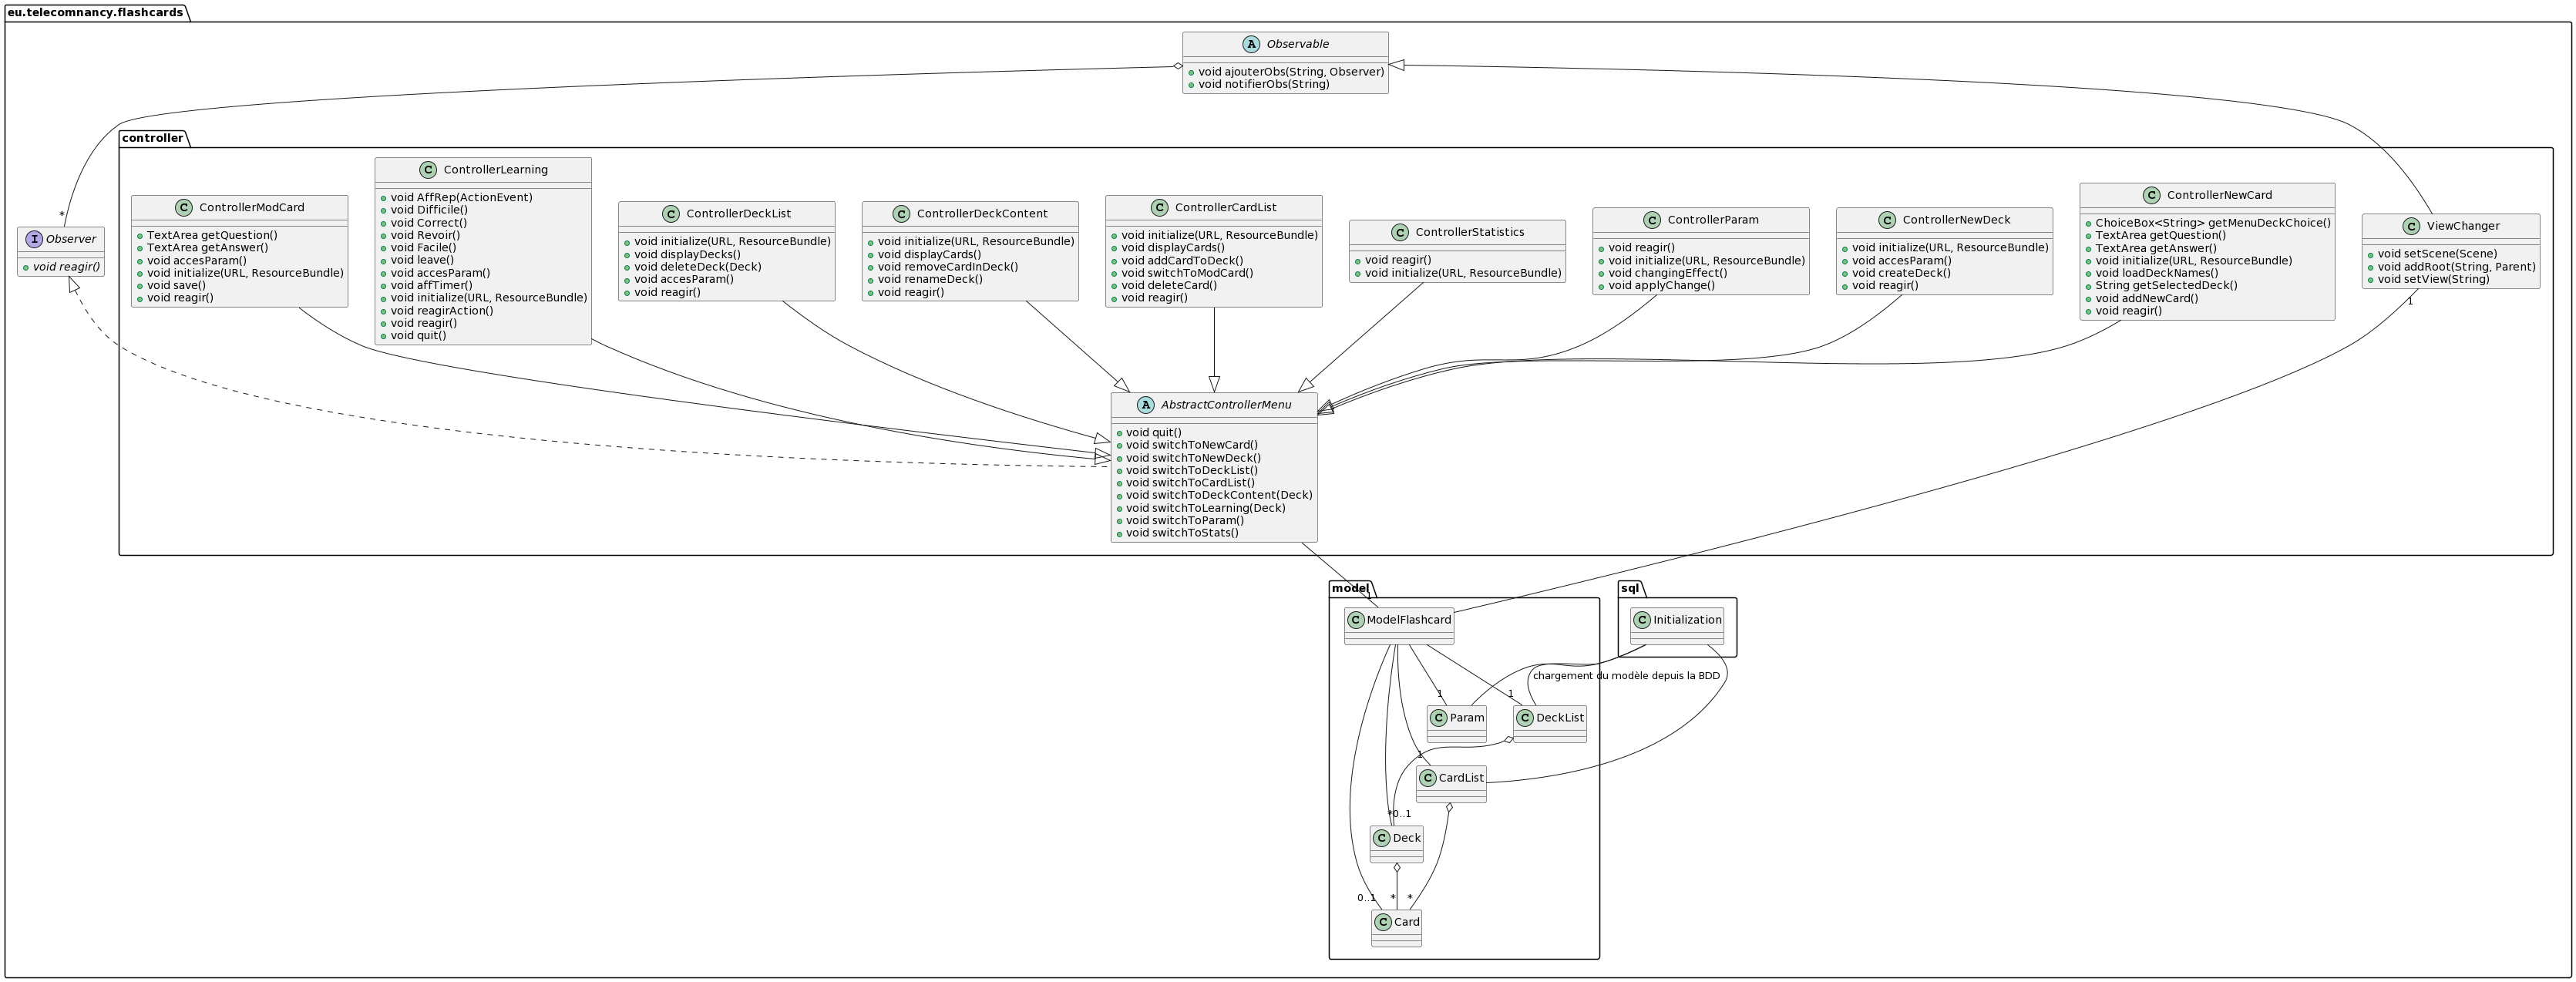 eu.telecomnancy.flashcards
A Observable
void ajouterObs(String, Observer)
void notifierObs(String)
controller
*
I Observer
void reagir()
C ControllerModCard
TextArea getQuestion()
TextArea getAnswer()
void accesParam()
void initialize(URL, ResourceBundle)
void save()
void reagir()
C ControllerLearning
void AffRep(ActionEvent)
void Difficile()
void Correct()
void Revoir()
void Facile()
void leave()
void accesParam()
void affTimer()
void initialize(URL, ResourceBundle)
void reagirAction()
void reagir()
void quit()
C ControllerDeckList
void initialize(URL, ResourceBundle)
void displayDecks()
void deleteDeck(Deck)
void accesParam()
void reagir()
C ControllerDeckContent
void initialize(URL, ResourceBundle)
void displayCards()
void removeCardInDeck()
void renameDeck()
void reagir()
C ControllerCardList
void initialize(URL, ResourceBundle)
void displayCards()
void addCardToDeck()
void switchToModCard()
void deleteCard()
void reagir()
C ControllerStatistics
void reagir()
void initialize(URL, ResourceBundle)
C ControllerParam
void reagir()
void initialize(URL, ResourceBundle)
void changingEffect()
void applyChange()
C ControllerNewDeck
void initialize(URL, ResourceBundle)
void accesParam()
void createDeck()
void reagir()
C ControllerNewCard
ChoiceBox<String> getMenuDeckChoice()
TextArea getQuestion()
TextArea getAnswer()
void initialize(URL, ResourceBundle)
void loadDeckNames()
String getSelectedDeck()
void addNewCard()
void reagir()
C ViewChanger
void setScene(Scene)
void addRoot(String, Parent)
void setView(String)
1
A AbstractControllerMenu
void quit()
void switchToNewCard()
void switchToNewDeck()
void switchToDeckList()
void switchToCardList()
void switchToDeckContent(Deck)
void switchToLearning(Deck)
void switchToParam()
void switchToStats()
model
1
C ModelFlashcard
sql
C Initialization
chargement du modèle depuis la BDD
1
1
C Param
C DeckList
1
C CardList
*
0..1
C Deck
0..1
*
*
C Card